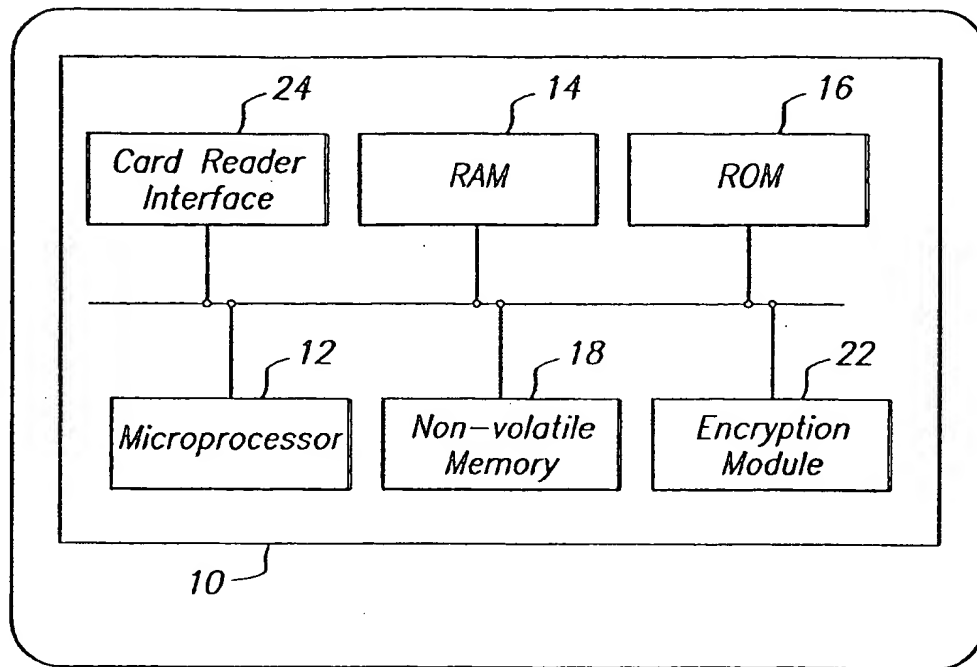 24
14
16
Card Reader
Interface
RAM
ROM
12
18
22
Microprocessor
Non-volatile
Memory
Encryption
Module
10